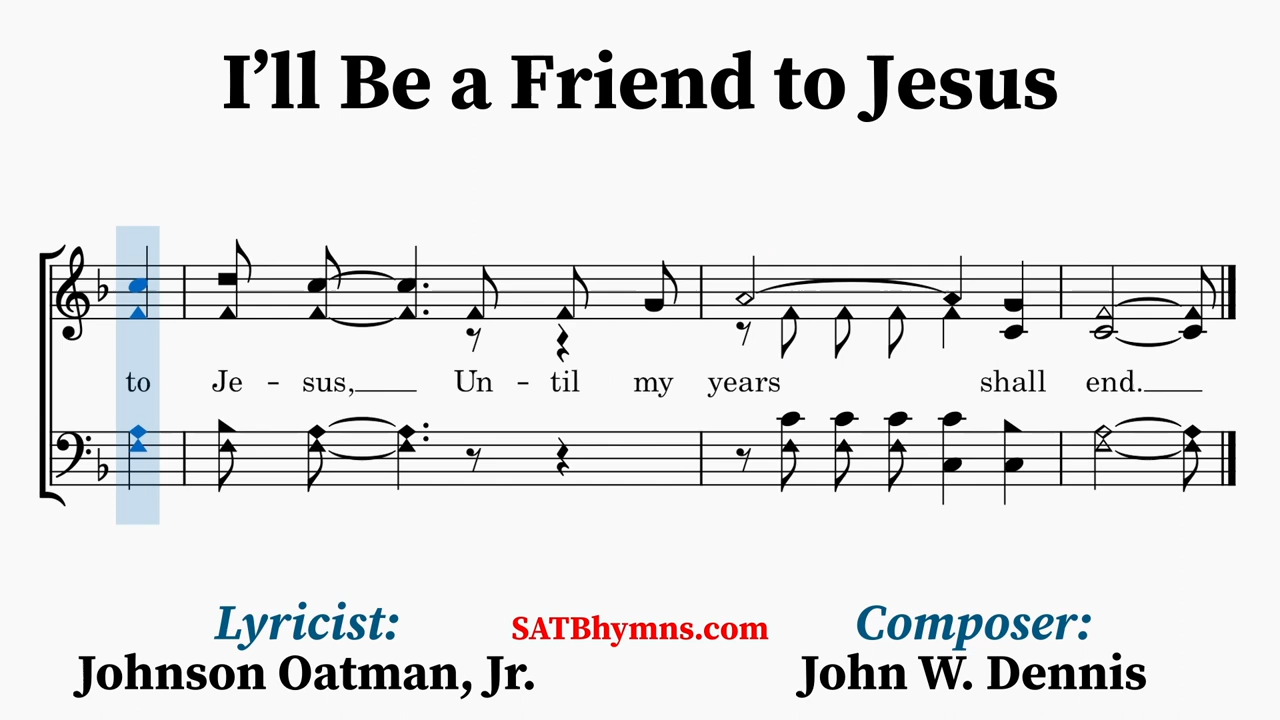 I’ll Be a Friend to Jesus
to Je - sus, Un - til my years shall end.
Lyricist: SATBhymns.com Composer:
Johnson Oatman, Jr. John W. Dennis